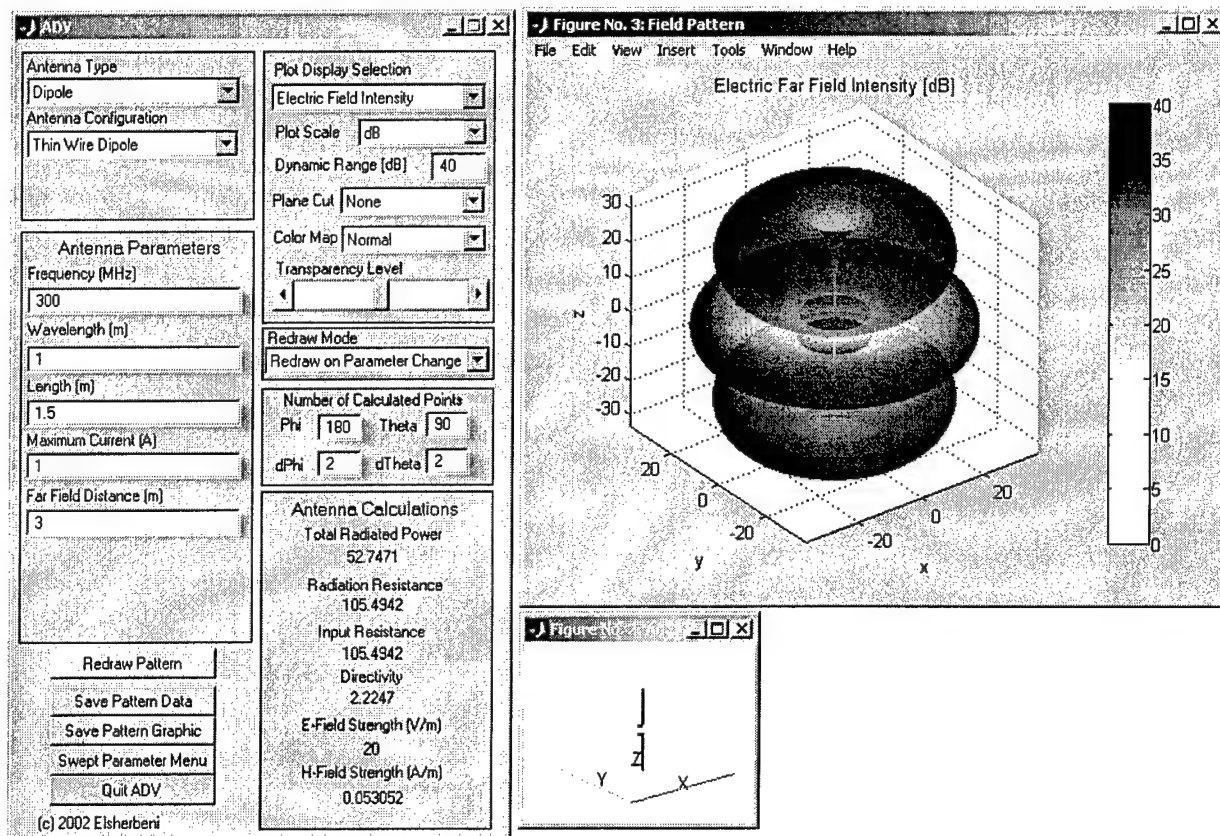 ADV
Antenna Type
Dipole
Antenna Configuration
Thin Wire Dipole
Antenna Parameters
Frequency (MHz)
300
Wavelength (m)
1
Length (m)
1.5
Maximum Current (A)
1
Far Field Distance (m)
3
Redraw Pattern
Save Pattern Data
Save Pattern Graphic
Swept Parameter Menu
Quit ADV
(c) 2002 Elsherbeni
Plot Display Selection
Electric Field Intensity
Plot Scale dB
Dynamic Range [dB] 40
Plane Cut None
Color Map Normal
Transparency Level
Redraw Mode
Redraw on Parameter Change
Number of Calculated Points
Phi 180 Theta 90
dPhi 2 dTheta 2
Antenna Calculations
Total Radiated Power
52.7471
Radiation Resistance
105.4942
Input Resistance
105.4942
Directivity
2.2247
E-Field Strength (V/m)
20
H-Field Strength (A/m)
0.053052
Figure No. 3: Field Pattern
File Edit View Insert Tools Window Help
Electric Far Field Intensity [dB]
30
20
10
0
-10
-20
-30
z
20
0
-20
y
-20
0
20
x
40
35
30
25
20
15
10
5
0
Figure No.
Z
Y
X